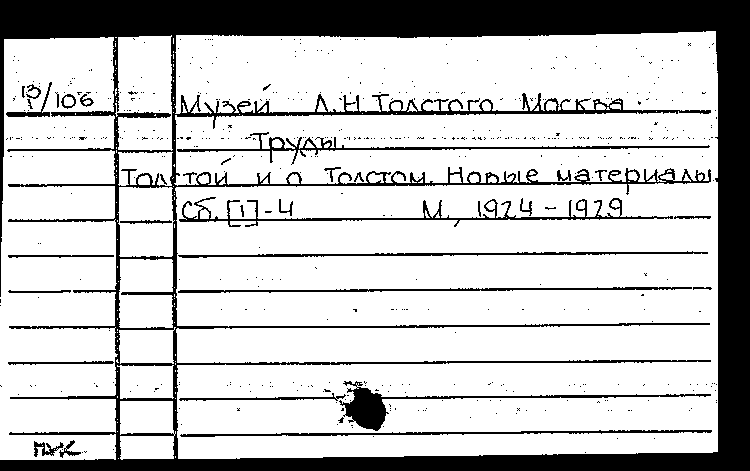 13/106 Музей Л.Н.Толстого. Москва.
Труды.
Толстой и о Толстом. Новые материалы.
Сб. [1]-4 М., 1924-1929